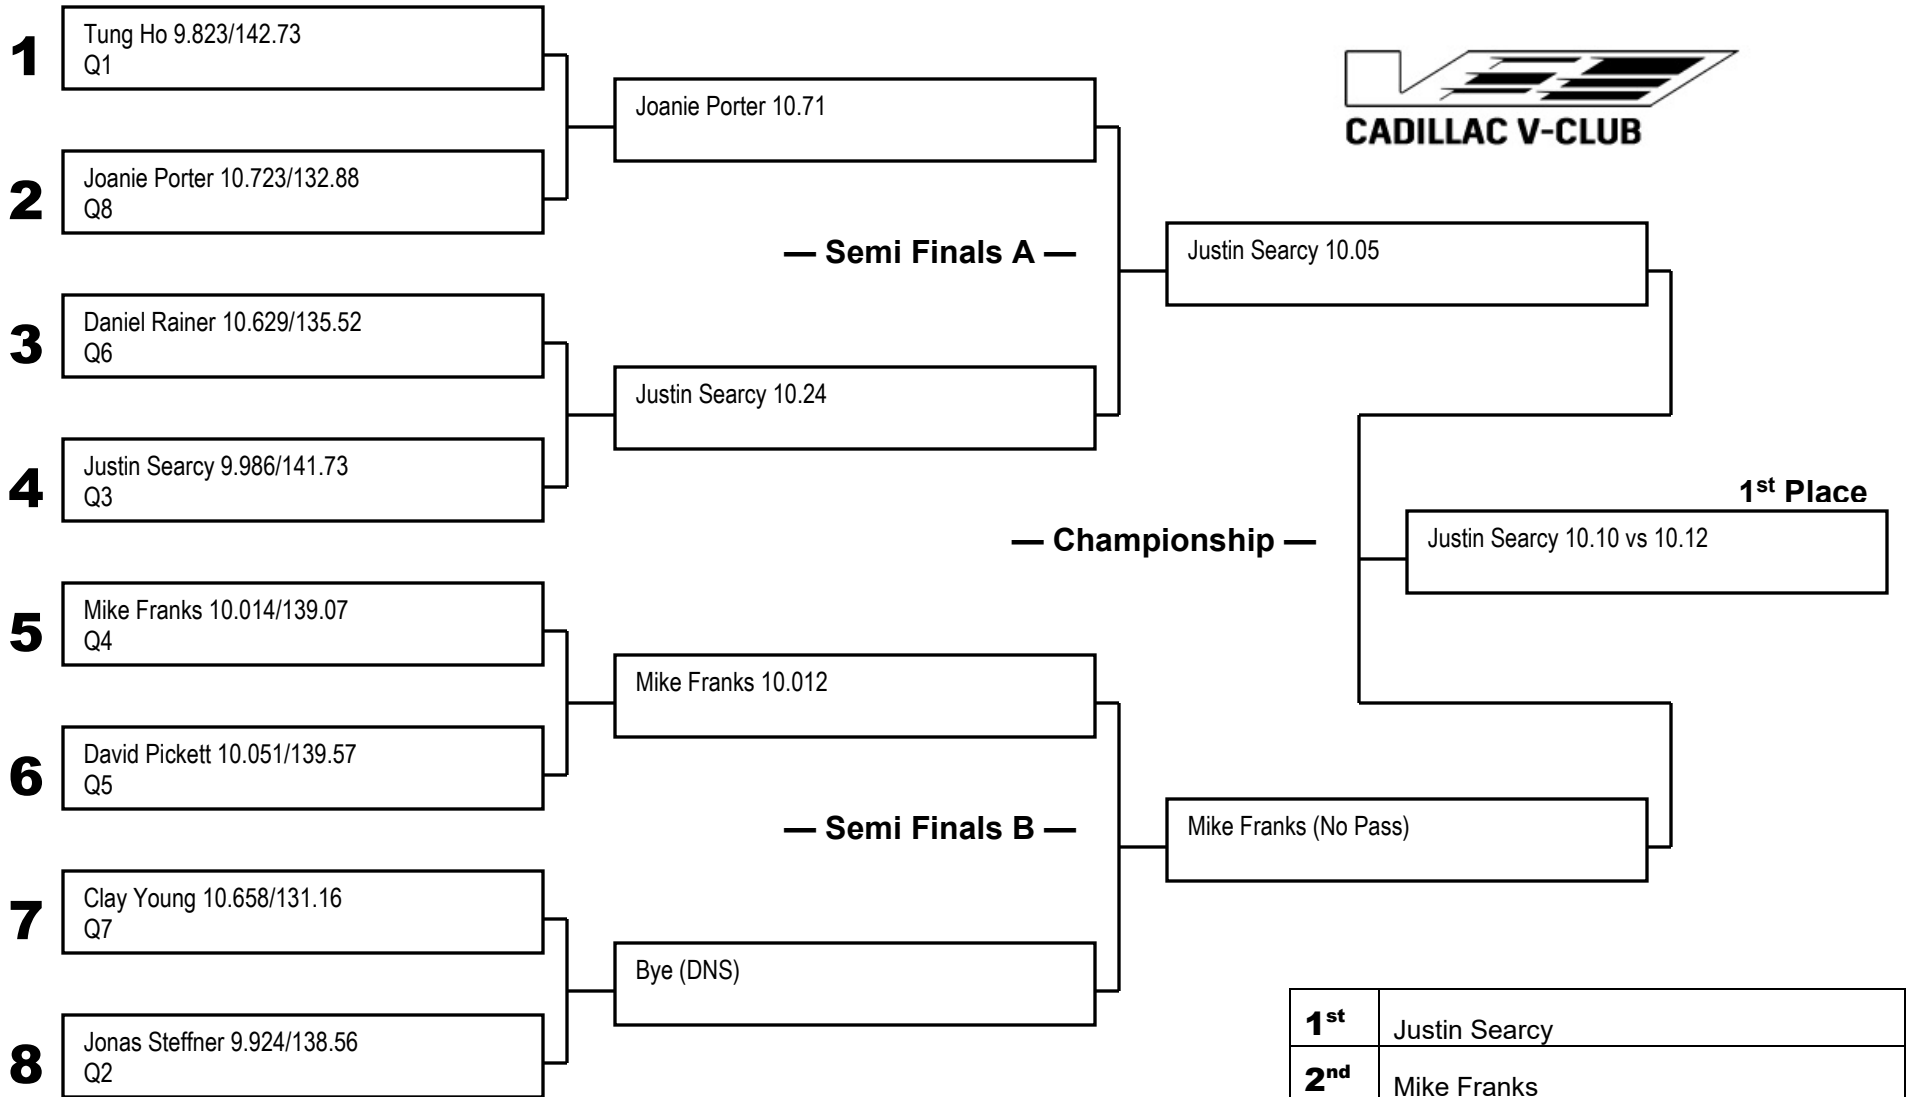 1
Tung Ho 9.823/142.73
Q1
2
Joanie Porter 10.723/132.88
Q8
3
Daniel Rainer 10.629/135.52
Q6
4
Justin Searcy 9.986/141.73
Q3
5
Mike Franks 10.014/139.07
Q4
6
David Pickett 10.051/139.57
Q5
7
Clay Young 10.658/131.16
Q7
8
Jonas Steffner 9.924/138.56
Q2
Joanie Porter 10.71
— Semi Finals A —
Justin Searcy 10.24
Mike Franks 10.012
— Semi Finals B —
Bye (DNS)
CADILLAC V-CLUB
Justin Searcy 10.05
— Championship —
Mike Franks (No Pass)
1st Place
Justin Searcy 10.10 vs 10.12
1st Justin Searcy
2nd Mike Franks